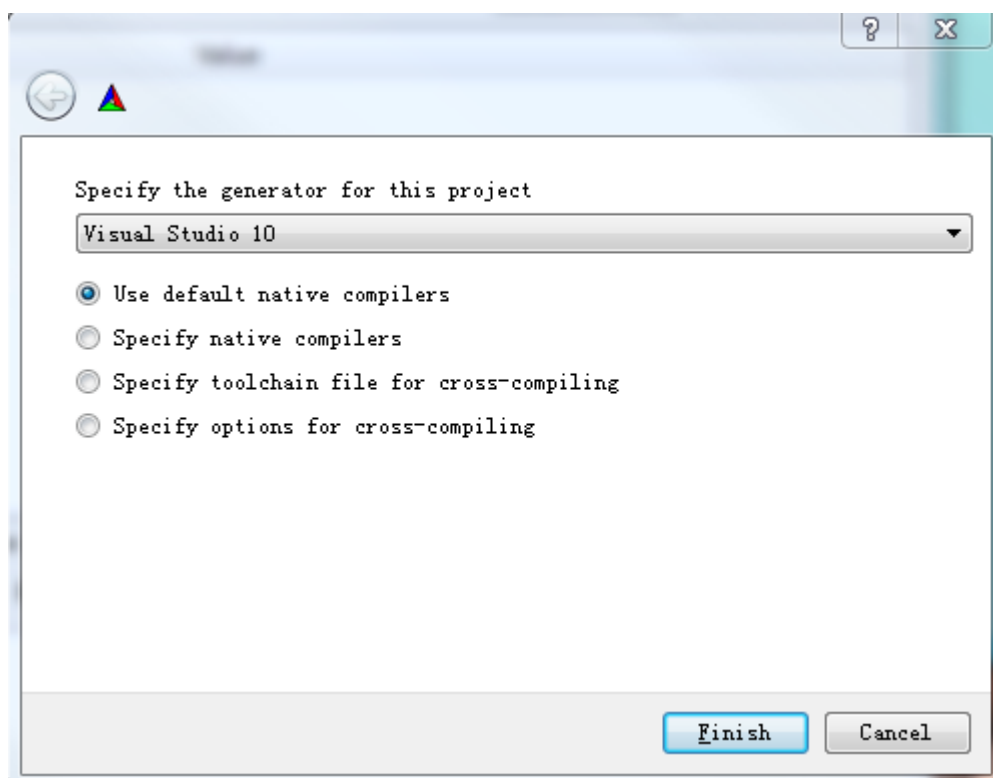 Specify the generator for this project
Visual Studio 10
Use default native compilers
Specify native compilers
Specify toolchain file for cross-compiling
Specify options for cross-compiling
Finish
Cancel